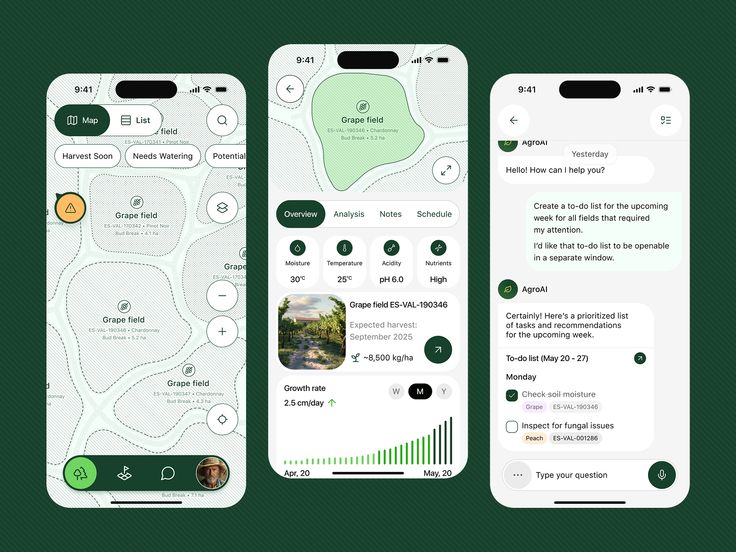 9:41
Map
List
field
ES-VAL-170341 • Pinot Noir
Harvest Soon
Needs Watering
Potential
Grape field
ES-VAL-170342 • Pinot Noir
Bud Break • 4.1 ha
Grape field
ES-VAL-190346 • Chardonnay
Bud Break • 5.2 ha
Grape field
ES-VAL-190347 • Chardonnay
Bud Break • 4.3 ha
Bud Break • 7.1 ha
9:41
Grape field
ES-VAL-190346 • Chardonnay
Bud Break • 5.2 ha
Overview
Analysis
Notes
Schedule
Moisture
Temperature
Acidity
Nutrients
30°C
25°C
pH 6.0
High
Grape field ES-VAL-190346
Expected harvest:
September 2025
~8,500 kg/ha
Growth rate
W
M
Y
2.5 cm/day
Apr, 20
May, 20
9:41
AgroAI
Yesterday
Hello! How can I help you?
Create a to-do list for the upcoming
week for all fields that required
my attention.
I'd like that to-do list to be openable
in a separate window.
AgroAI
Certainly! Here's a prioritized list
of tasks and recommendations
for the upcoming week.
To-do list (May 20 - 27)
Monday
Check soil moisture
Grape
ES-VAL-190346
Inspect for fungal issues
Peach
ES-VAL-001286
Type your question